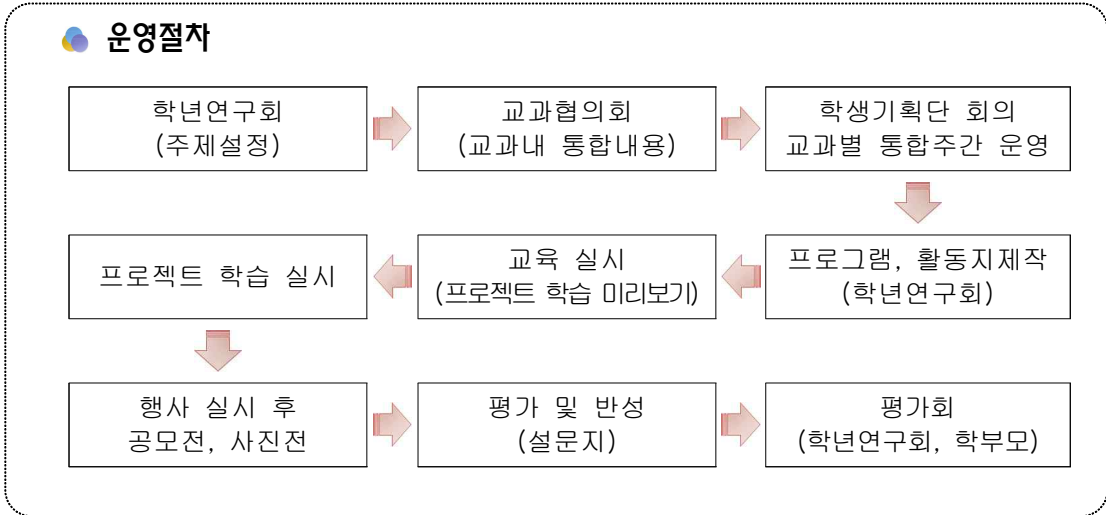 운영절차
학년연구회
(주제설정)
교과협의회
(교과내 통합내용)
학생기획단 회의
교과별 통합주간 운영
프로그램, 활동지제작
(학년연구회)
교육 실시
(프로젝트 학습 미리보기)
프로젝트 학습 실시
행사 실시 후
공모전, 사진전
평가 및 반성
(설문지)
평가회
(학년연구회, 학부모)